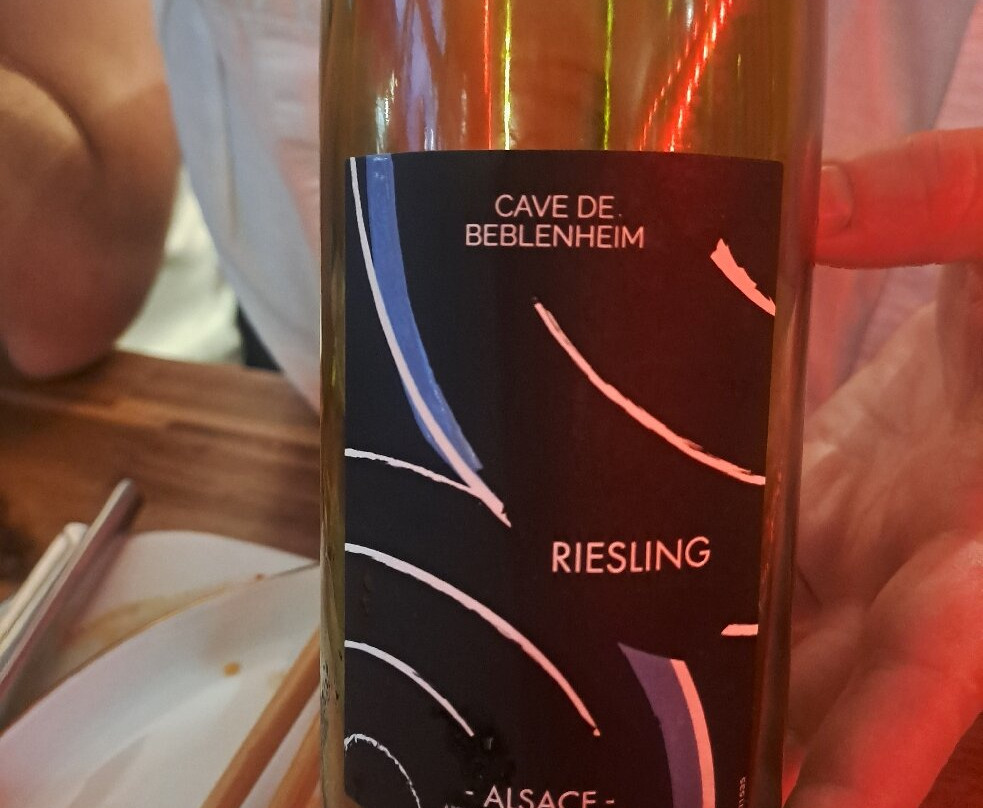 CAVE DE
BEBLENHEIM
RIESLING
- ALSACE -